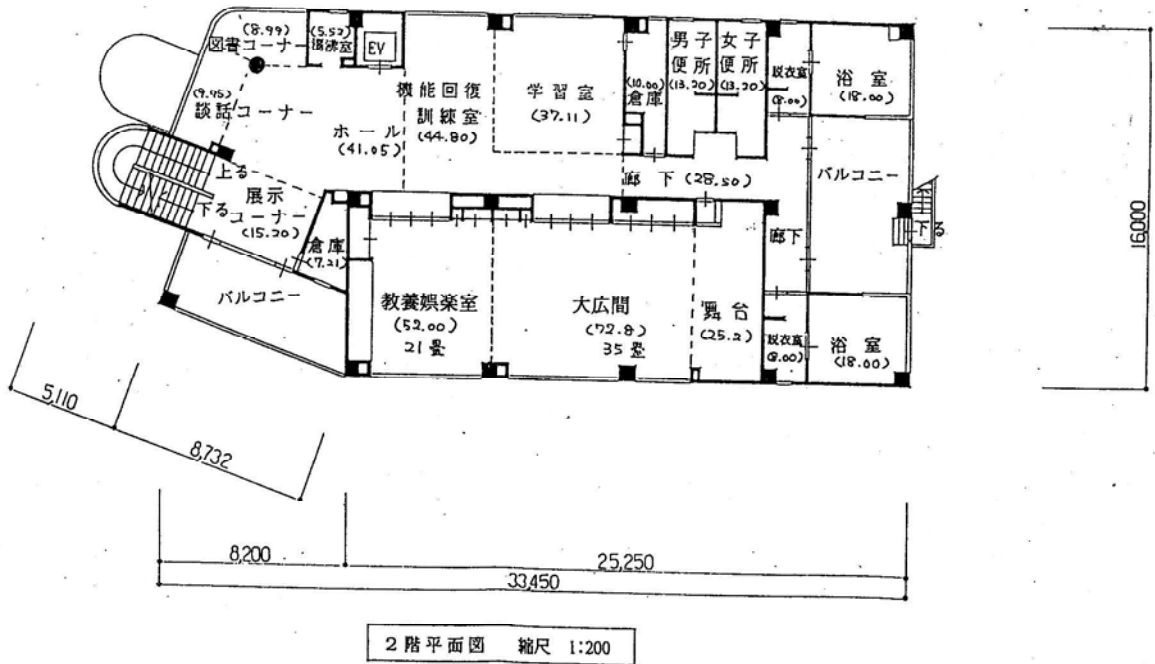 (8.99)
図書コーナー
(5.52)
湯沸室
EV
(9.95)
談話コーナー
機能回復
訓練室
(44.80)
学習室
(37.11)
(10.00)
倉庫
男子
便所
(13.20)
女子
便所
(13.20)
脱衣室
(8.00)
浴室
(18.00)
ホール
(41.05)
上る
下る
展示
コーナー
(15.20)
倉庫
(7.21)
バルコニー
廊下 (28.50)
廊下
バルコニー
下る
教養娯楽室
(52.00)
21畳
大広間
(72.8)
35畳
舞台
(25.2)
脱衣室
(8.00)
浴室
(18.00)
16,000
5,110
8,732
8,200
25,250
33,450
2階平面図 縮尺 1:200